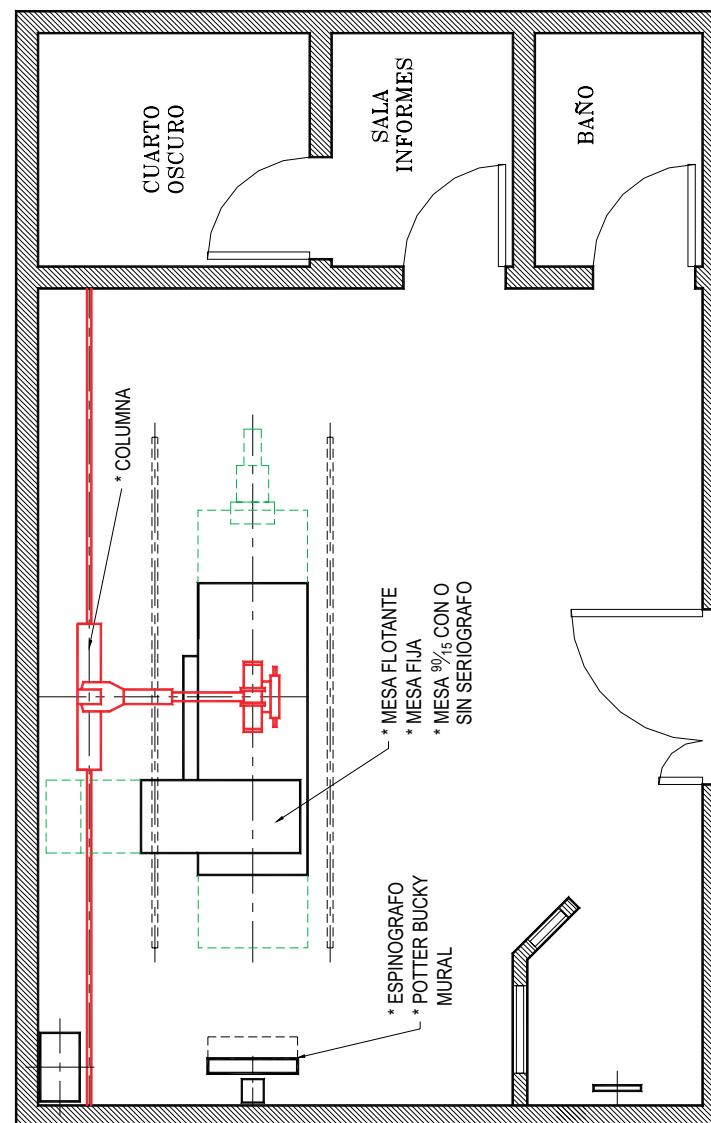 CUARTO
OSCURO
SALA
INFORMES
BAÑO
* COLUMNA
* MESA FLOTANTE
* MESA FIJA
* MESA 90/15 CON O
SIN SERIOGRAFO
* ESPINOGRAFO
* POTTER BUCKY
MURAL